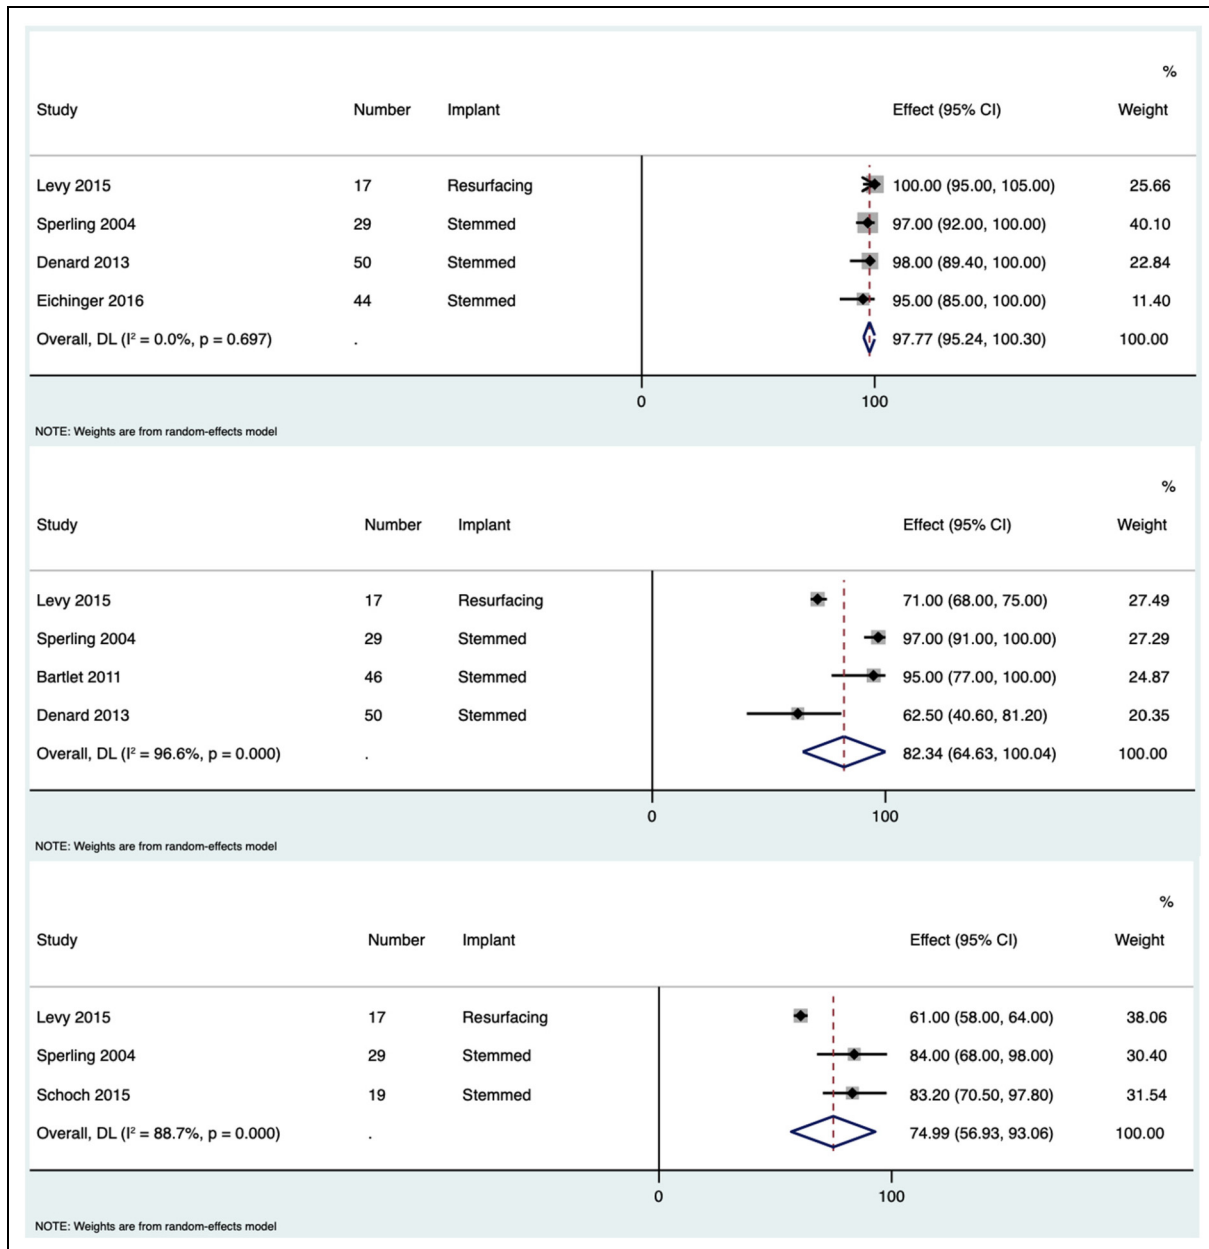 %
Study Number Implant Effect (95% CI) Weight
Levy 2015 17 Resurfacing 100.00 (95.00, 105.00) 25.66
Sperling 2004 29 Stemmed 97.00 (92.00, 100.00) 40.10
Denard 2013 50 Stemmed 98.00 (89.40, 100.00) 22.84
Eichinger 2016 44 Stemmed 95.00 (85.00, 100.00) 11.40
Overall, DL (I² = 0.0%, p = 0.697) . 97.77 (95.24, 100.30) 100.00
0 100
NOTE: Weights are from random-effects model
%
Study Number Implant Effect (95% CI) Weight
Levy 2015 17 Resurfacing 71.00 (68.00, 75.00) 27.49
Sperling 2004 29 Stemmed 97.00 (91.00, 100.00) 27.29
Bartlet 2011 46 Stemmed 95.00 (77.00, 100.00) 24.87
Denard 2013 50 Stemmed 62.50 (40.60, 81.20) 20.35
Overall, DL (I² = 96.6%, p = 0.000) . 82.34 (64.63, 100.04) 100.00
0 100
NOTE: Weights are from random-effects model
%
Study Number Implant Effect (95% CI) Weight
Levy 2015 17 Resurfacing 61.00 (58.00, 64.00) 38.06
Sperling 2004 29 Stemmed 84.00 (68.00, 98.00) 30.40
Schoch 2015 19 Stemmed 83.20 (70.50, 97.80) 31.54
Overall, DL (I² = 88.7%, p = 0.000) . 74.99 (56.93, 93.06) 100.00
0 100
NOTE: Weights are from random-effects model